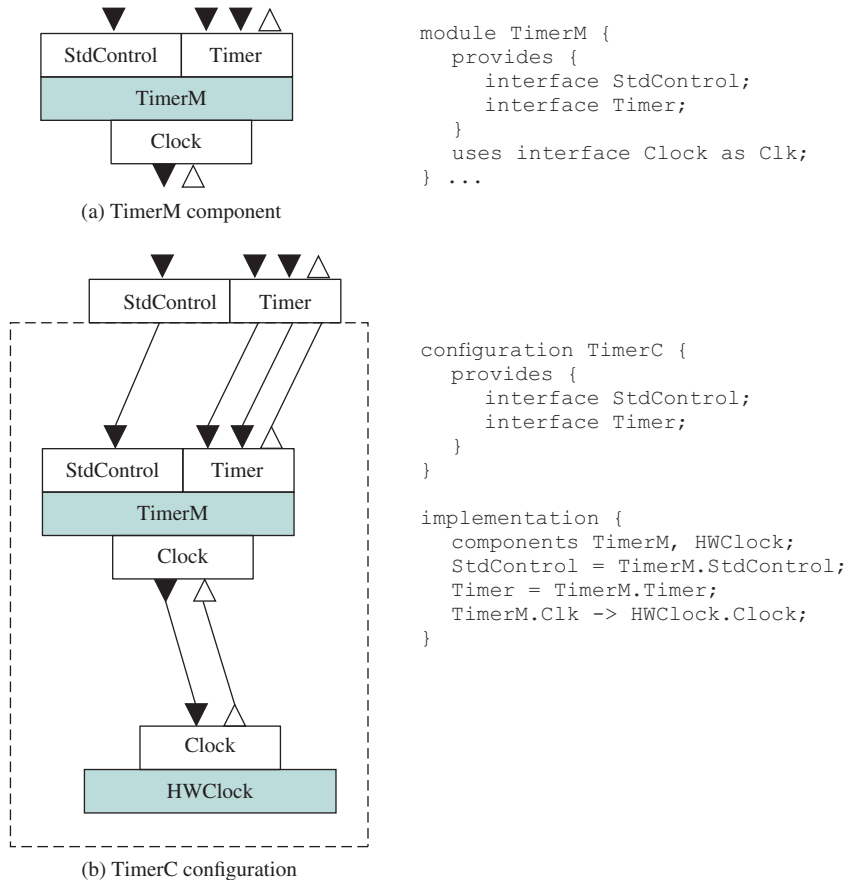 StdControl Timer
TimerM
Clock
(a) TimerM component
module TimerM {
provides {
interface StdControl;
interface Timer;
}
uses interface Clock as Clk;
} ...
StdControl Timer
StdControl Timer
TimerM
Clock
Clock
HWClock
(b) TimerC configuration
configuration TimerC {
provides {
interface StdControl;
interface Timer;
}
}
implementation {
components TimerM, HWClock;
StdControl = TimerM.StdControl;
Timer = TimerM.Timer;
TimerM.Clk -> HWClock.Clock;
}